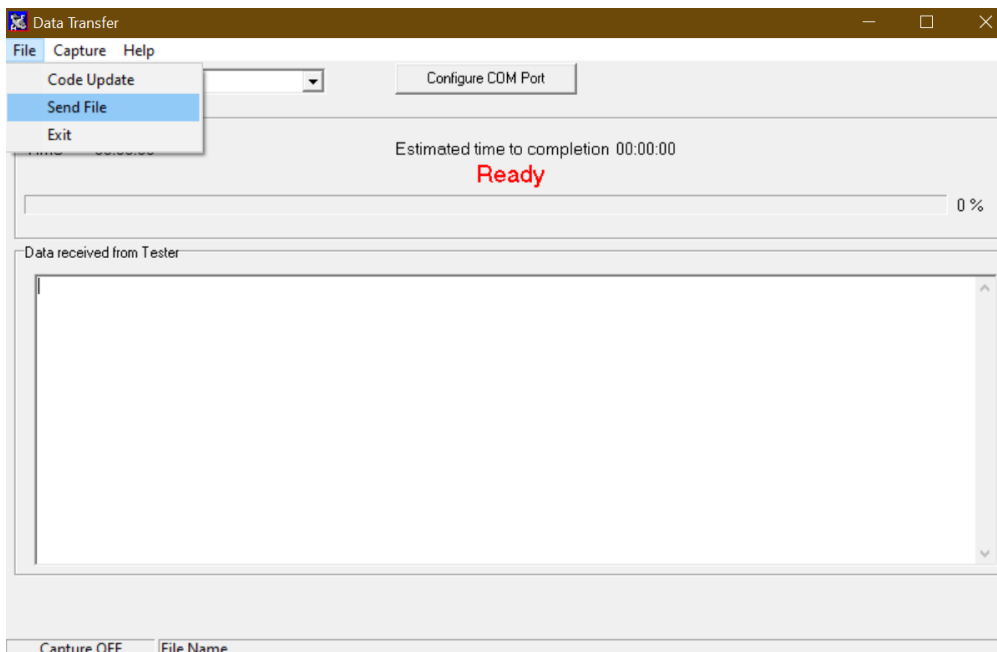 Data Transfer
File Capture Help
Code Update
Configure COM Port
Send File
Exit
Estimated time to completion 00:00:00
Ready
0 %
Data received from Tester
Capture OFF File Name